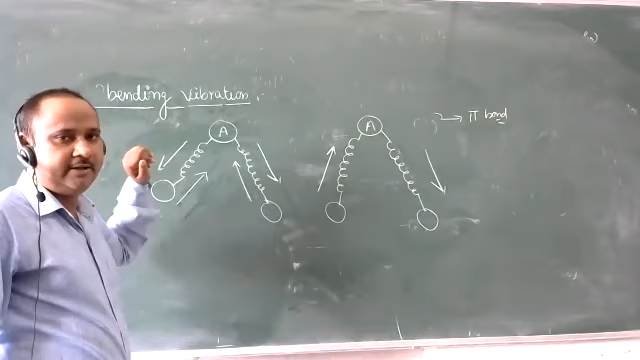 bending vibration.
A
A
π bond